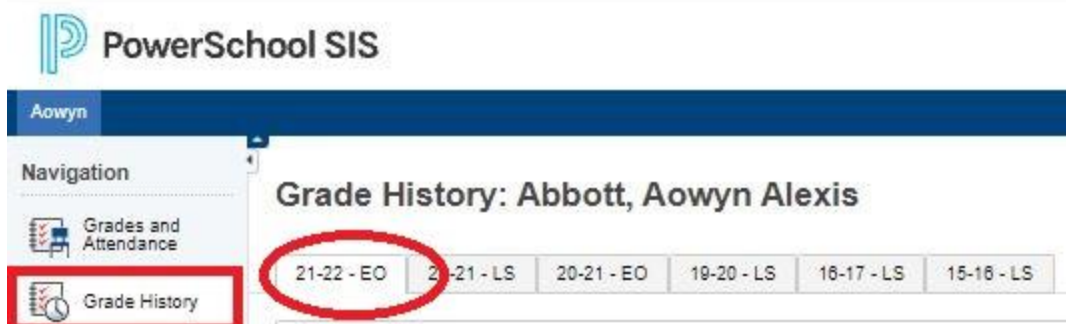 PowerSchool SIS
Aowyn
Navigation
Grade History: Abbott, Aowyn Alexis
Grades and
Attendance
21-22 - EO
-21 - LS
20-21 - EO
19-20 - LS
16-17 - LS
15-16 - LS
Grade History